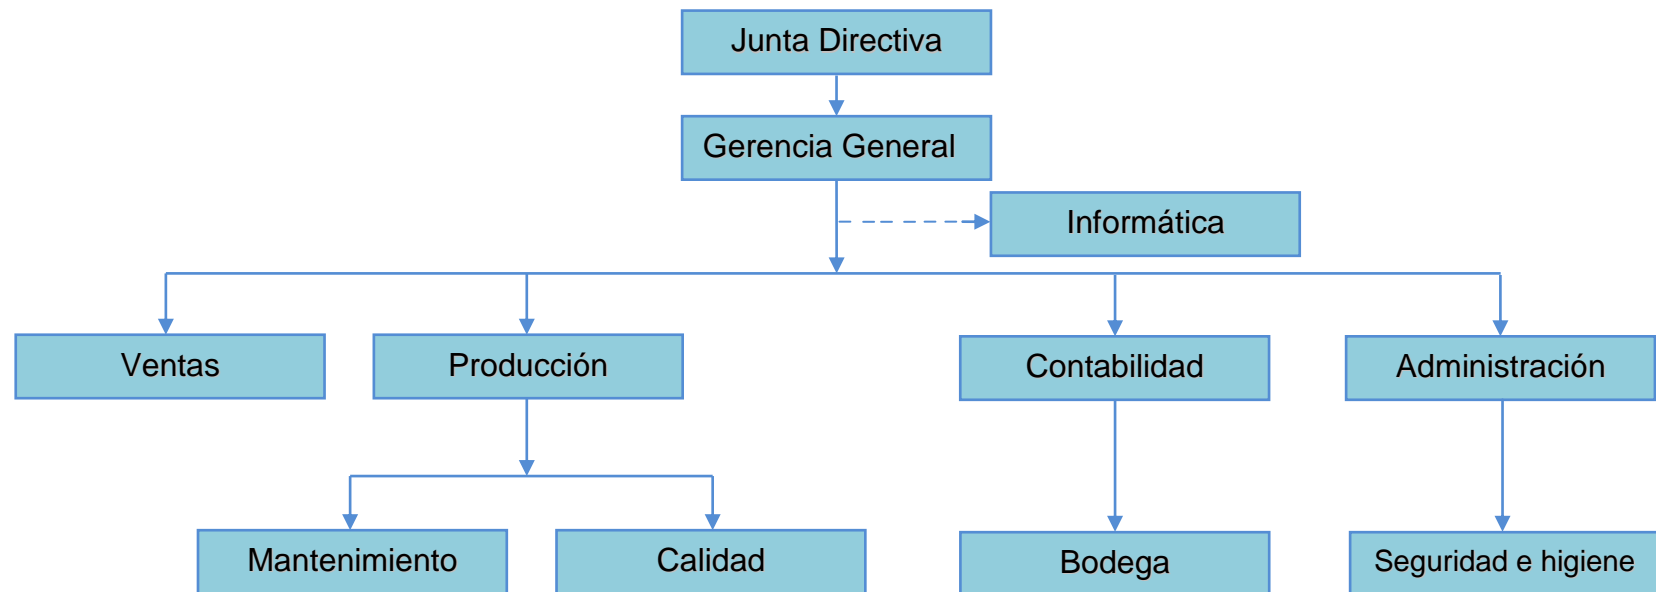 Junta Directiva
Gerencia General
Informática
Ventas
Producción
Contabilidad
Administración
Mantenimiento
Calidad
Bodega
Seguridad e higiene